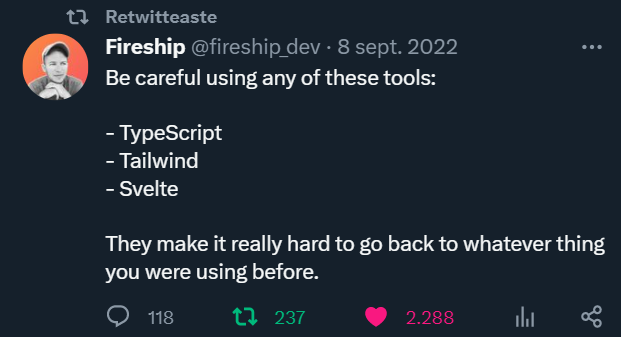 Retwitteaste
Fireship @fireship_dev · 8 sept. 2022
Be careful using any of these tools:
- TypeScript
- Tailwind
- Svelte
They make it really hard to go back to whatever thing
you were using before.
118 237 2.288